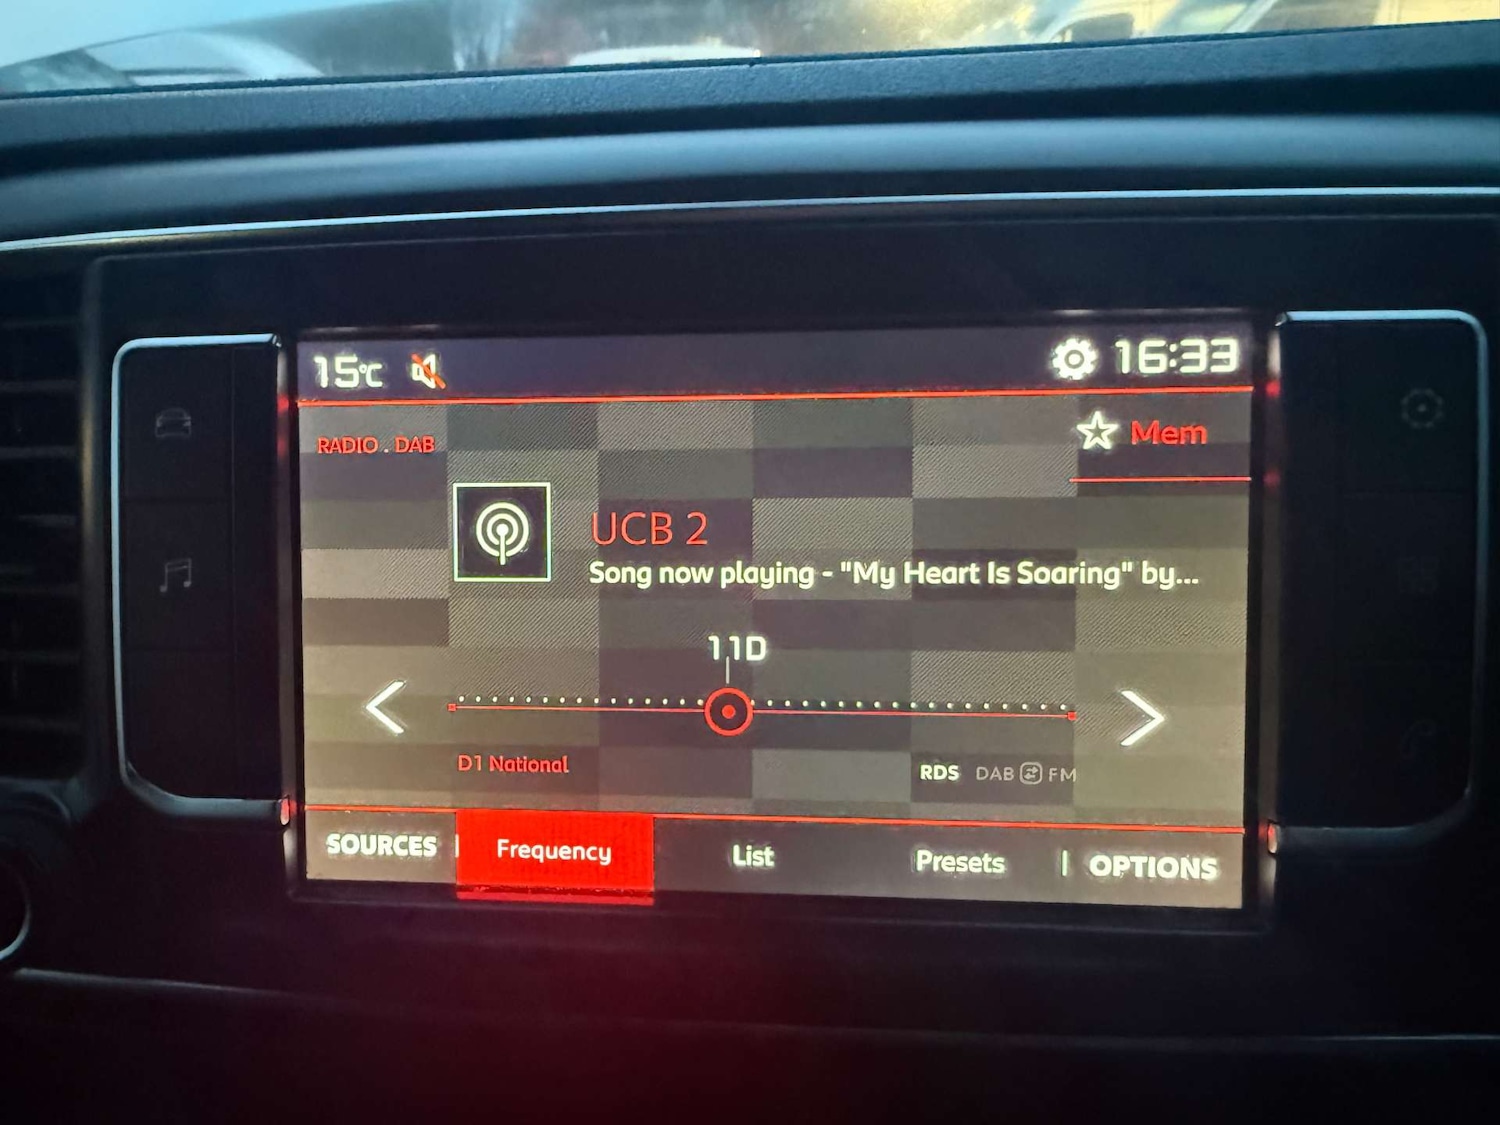 15°C
16:33
RADIO . DAB
Mem
UCB 2
Song now playing - "My Heart Is Soaring" by...
11D
D1 National
RDS DAB FM
SOURCES Frequency List Presets OPTIONS